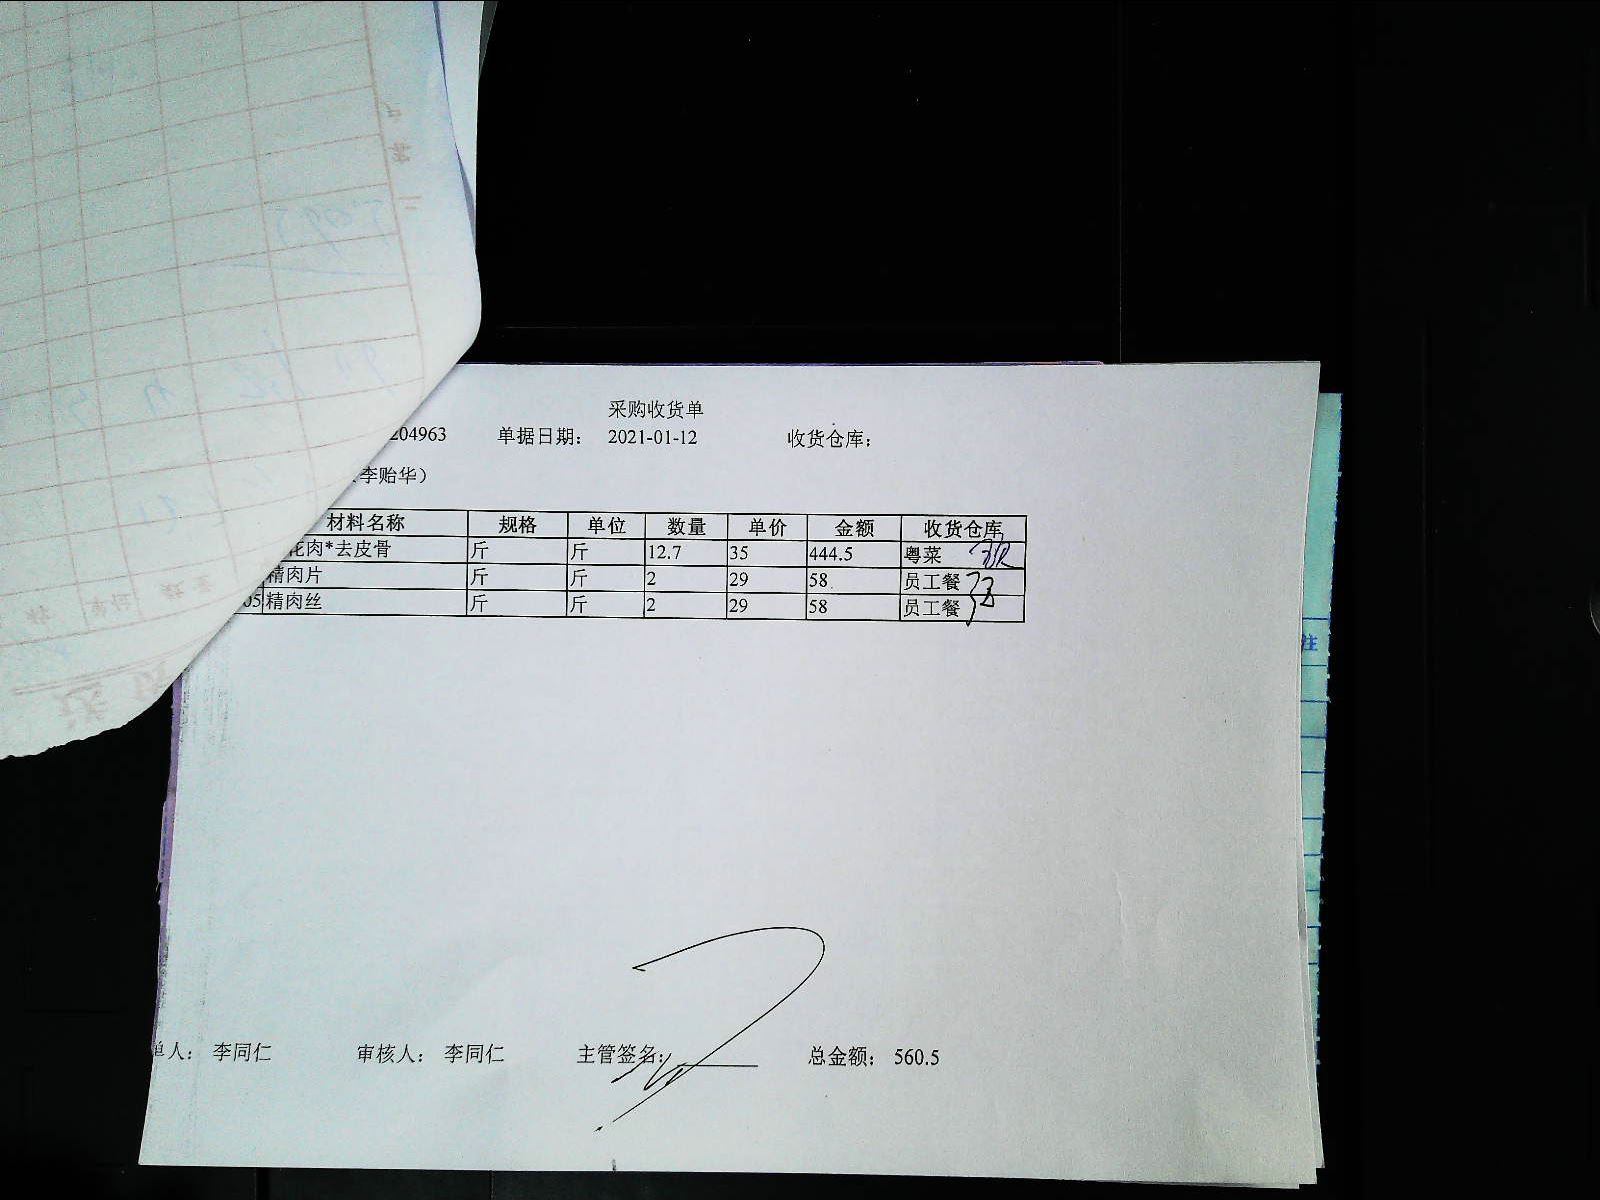 采购收货单
204963 单据日期： 2021-01-12 收货仓库：
李贻华）
材料名称 规格 单位 数量 单价 金额 收货仓库
花肉*去皮骨 斤 斤 12.7 35 444.5 粤菜
精肉片 斤 斤 2 29 58 员工餐
05 精肉丝 斤 斤 2 29 58 员工餐
注
单人： 李同仁 审核人： 李同仁 主管签名： 总金额： 560.5